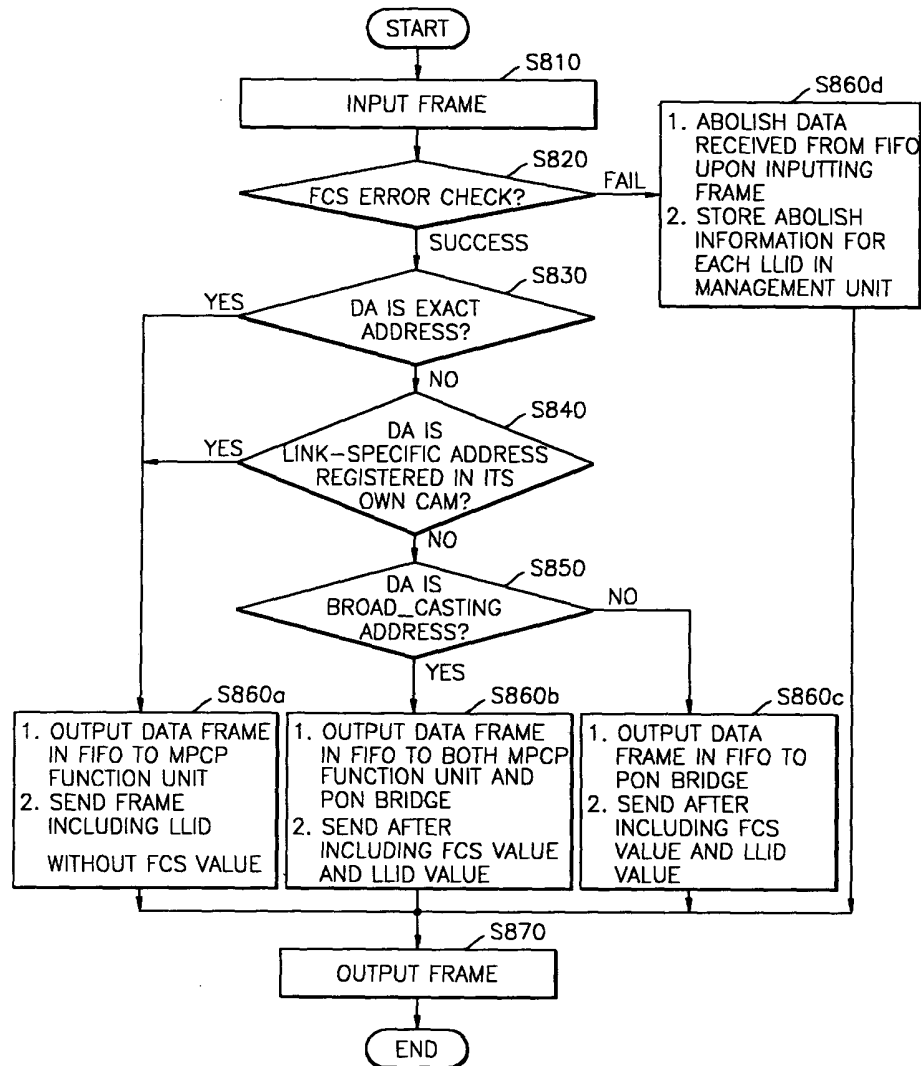 START
S810
INPUT FRAME
S820
FCS ERROR CHECK?
FAIL
SUCCESS
S860d
1. ABOLISH DATA
RECEIVED FROM FIFO
UPON INPUTTING
FRAME
2. STORE ABOLISH
INFORMATION FOR
EACH LLID IN
MANAGEMENT UNIT
S830
YES
DA IS EXACT
ADDRESS?
NO
S840
YES
DA IS
LINK-SPECIFIC ADDRESS
REGISTERED IN ITS
OWN CAM?
NO
S850
DA IS
BROAD_CASTING
ADDRESS?
NO
YES
S860a
1. OUTPUT DATA FRAME
IN FIFO TO MPCP
FUNCTION UNIT
2. SEND FRAME
INCLUDING LLID
WITHOUT FCS VALUE
S860b
1. OUTPUT DATA FRAME
IN FIFO TO BOTH MPCP
FUNCTION UNIT AND
PON BRIDGE
2. SEND AFTER
INCLUDING FCS VALUE
AND LLID VALUE
S860c
1. OUTPUT DATA
FRAME IN FIFO TO
PON BRIDGE
2. SEND AFTER
INCLUDING FCS
VALUE AND LLID
VALUE
S870
OUTPUT FRAME
END